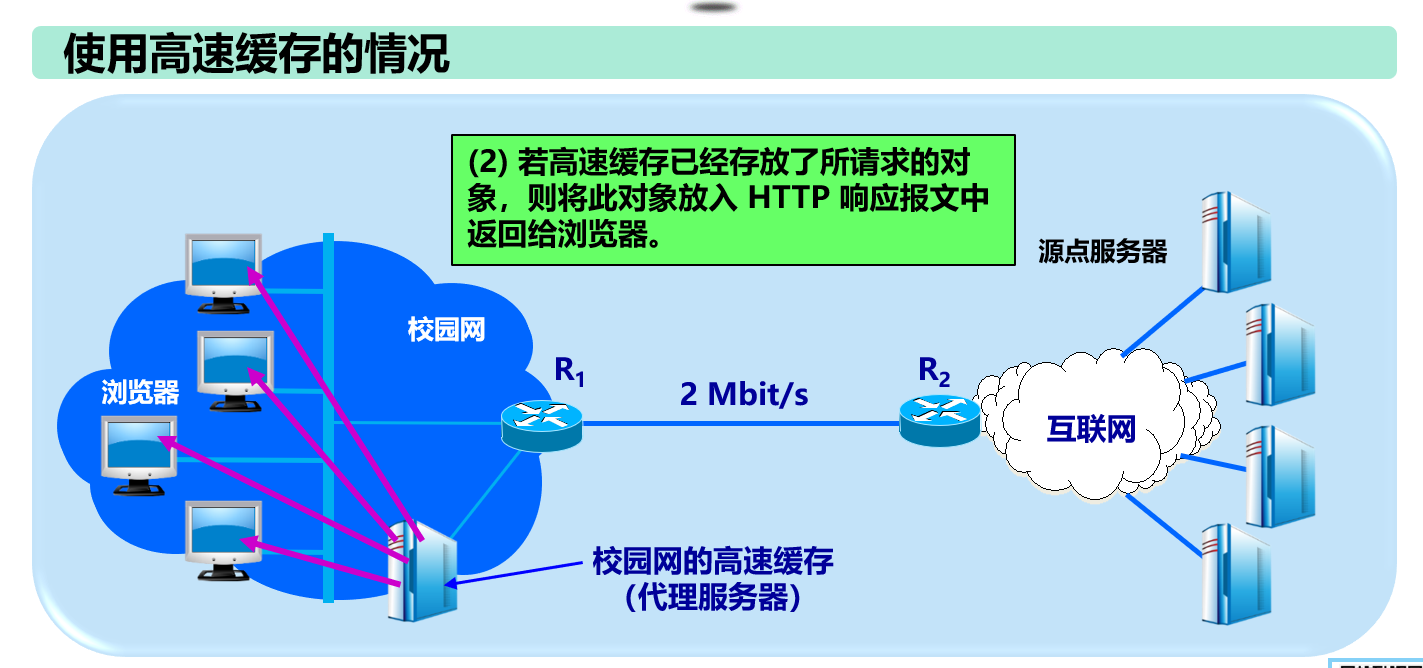 使用高速缓存的情况
(2) 若高速缓存已经存放了所请求的对
象，则将此对象放入 HTTP 响应报文中
返回给浏览器。
源点服务器
校园网
浏览器
R1
2 Mbit/s
R2
互联网
校园网的高速缓存
（代理服务器）